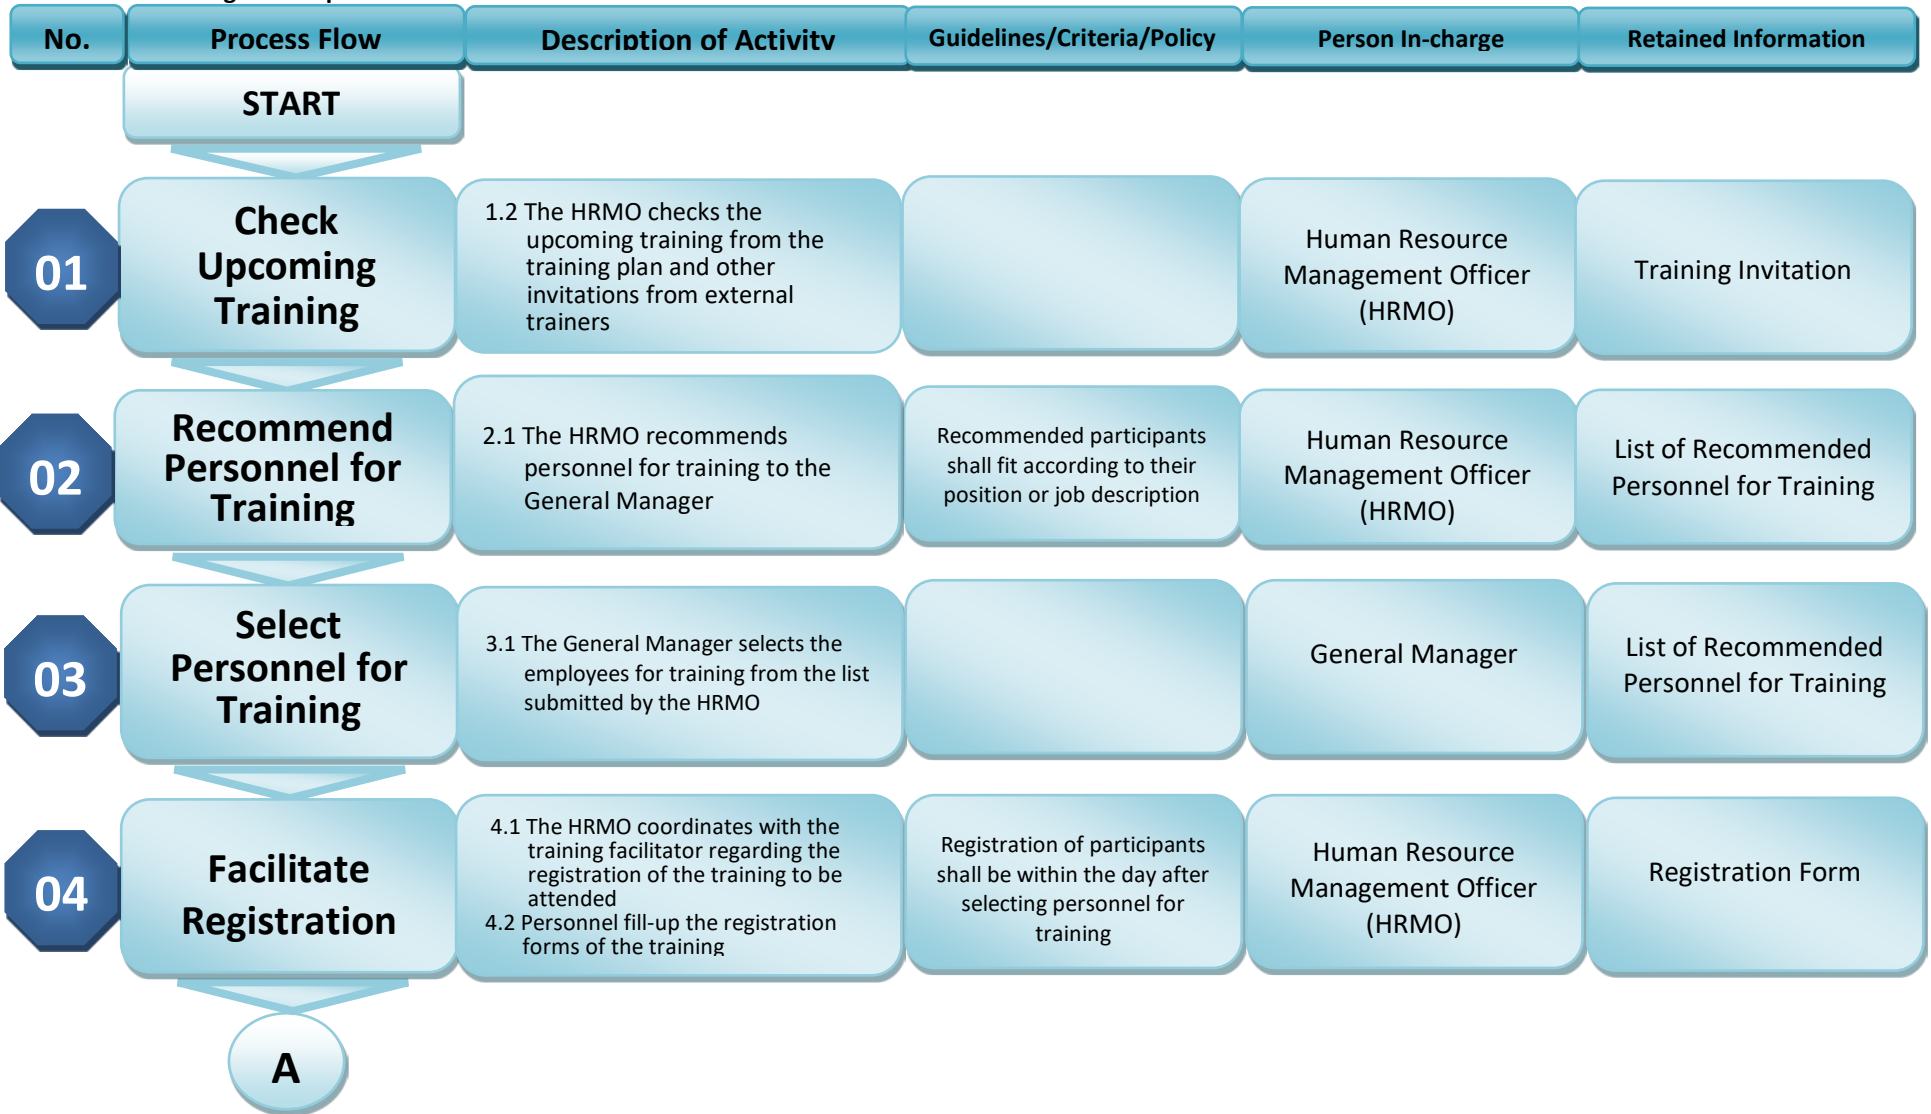 No.
Process Flow
Description of Activity
Guidelines/Criteria/Policy
Person In-charge
Retained Information
START
01
Check
Upcoming
Training
1.2 The HRMO checks the
upcoming training from the
training plan and other
invitations from external
trainers
Human Resource
Management Officer
(HRMO)
Training Invitation
02
Recommend
Personnel for
Training
2.1 The HRMO recommends
personnel for training to the
General Manager
Recommended participants
shall fit according to their
position or job description
Human Resource
Management Officer
(HRMO)
List of Recommended
Personnel for Training
03
Select
Personnel for
Training
3.1 The General Manager selects the
employees for training from the list
submitted by the HRMO
General Manager
List of Recommended
Personnel for Training
04
Facilitate
Registration
4.1 The HRMO coordinates with the
training facilitator regarding the
registration of the training to be
attended
4.2 Personnel fill-up the registration
forms of the training
Registration of participants
shall be within the day after
selecting personnel for
training
Human Resource
Management Officer
(HRMO)
Registration Form
A